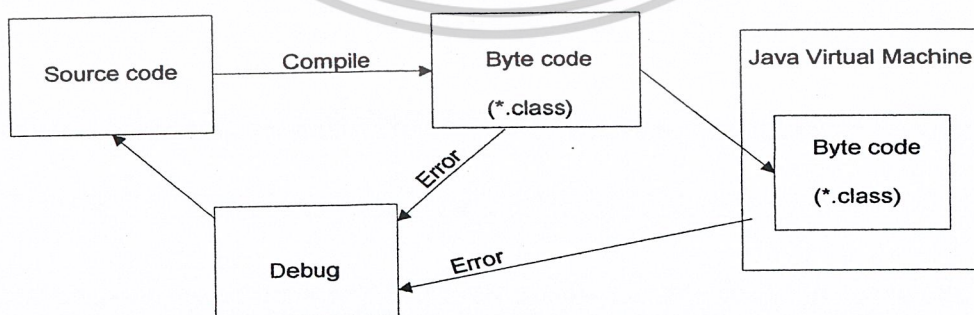 Source code
Compile
Byte code
(*.class)
Java Virtual Machine
Byte code
(*.class)
Error
Debug
Error